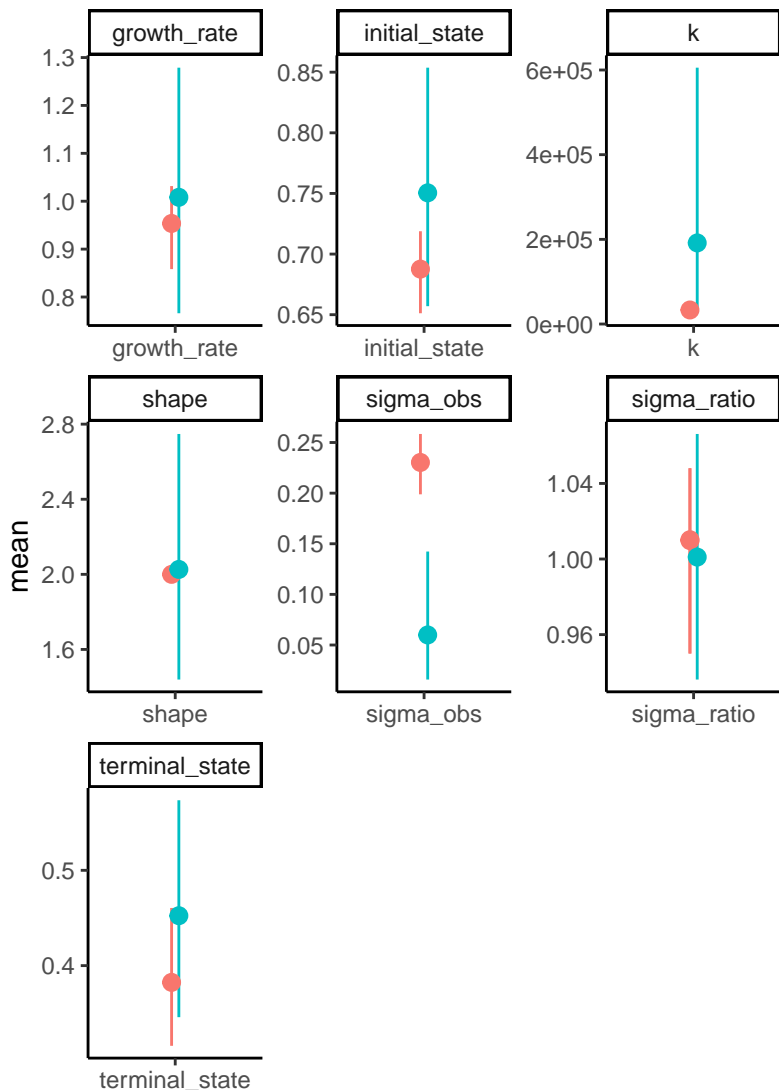 growth_rate
initial_state
k
1.3
1.2
1.1
1.0
0.9
0.8
growth_rate
0.85
0.80
0.75
0.70
0.65
initial_state
6e+05
4e+05
2e+05
0e+00
k
shape
sigma_obs
sigma_ratio
mean
2.8
2.4
2.0
1.6
shape
0.25
0.20
0.15
0.10
0.05
sigma_obs
1.04
1.00
0.96
sigma_ratio
terminal_state
0.5
0.4
terminal_state